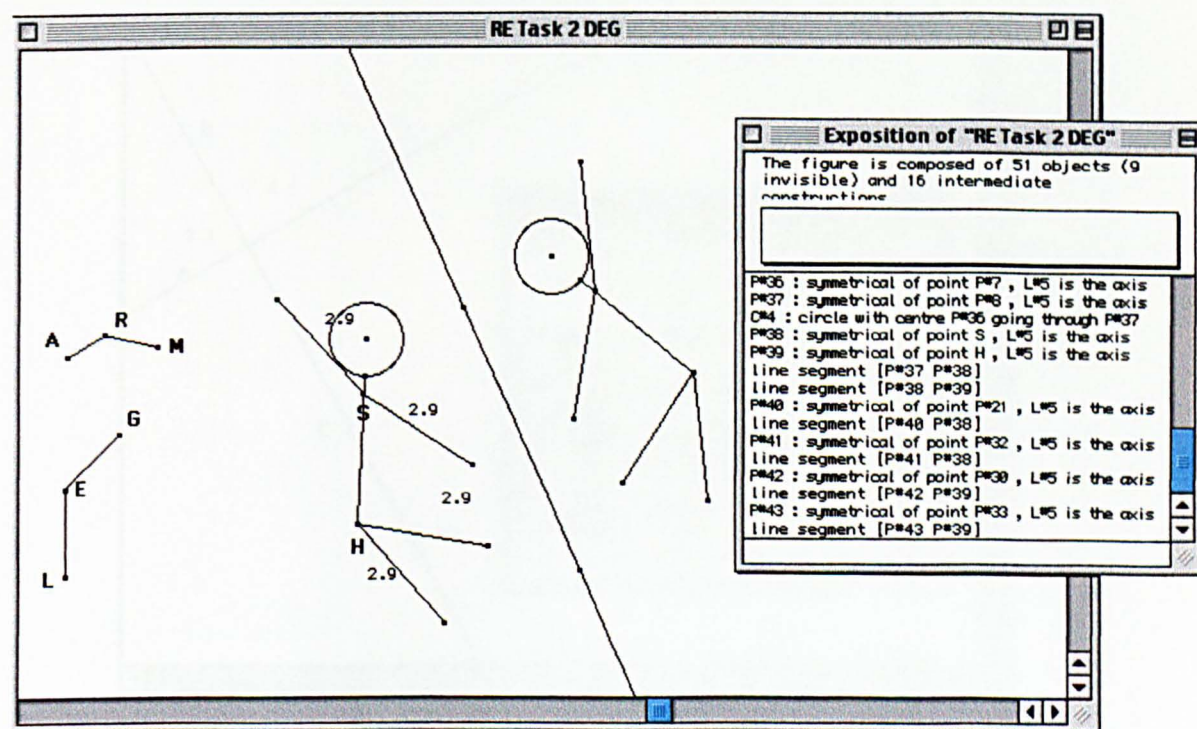 RE Task 2 DEG
A
R
M
G
E
L
2.9
S
2.9
2.9
H
2.9
Exposition of "RE Task 2 DEG"
The figure is composed of 51 objects (9
invisible) and 16 intermediate
constructions
P#36 : symmetrical of point P#7 , L#5 is the axis
P#37 : symmetrical of point P#8 , L#5 is the axis
C#4 : circle with centre P#36 going through P#37
P#38 : symmetrical of point S , L#5 is the axis
P#39 : symmetrical of point H , L#5 is the axis
line segment [P#37 P#38]
line segment [P#38 P#39]
P#40 : symmetrical of point P#21 , L#5 is the axis
line segment [P#40 P#38]
P#41 : symmetrical of point P#32 , L#5 is the axis
line segment [P#41 P#38]
P#42 : symmetrical of point P#30 , L#5 is the axis
line segment [P#42 P#39]
P#43 : symmetrical of point P#33 , L#5 is the axis
line segment [P#43 P#39]